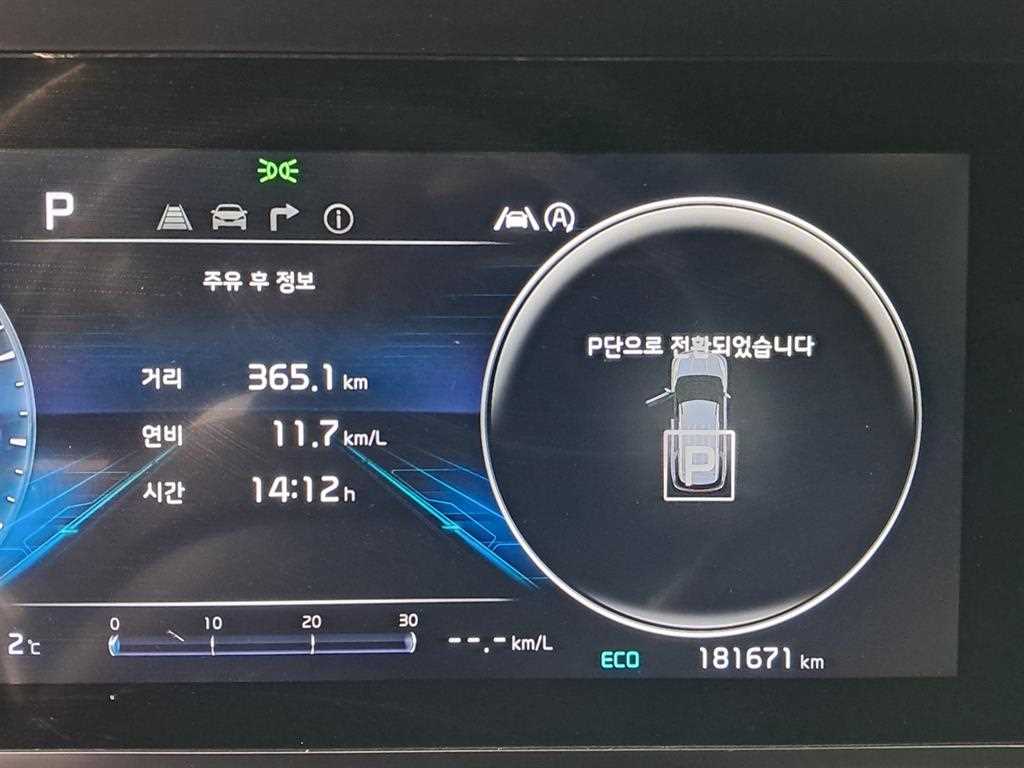 P
주유 후 정보
거리 365.1 km
연비 11.7 km/L
시간 14:12 h
A
P단으로 전환되었습니다
P
2℃
0 10 20 30
--.- km/L
ECO 181671 km